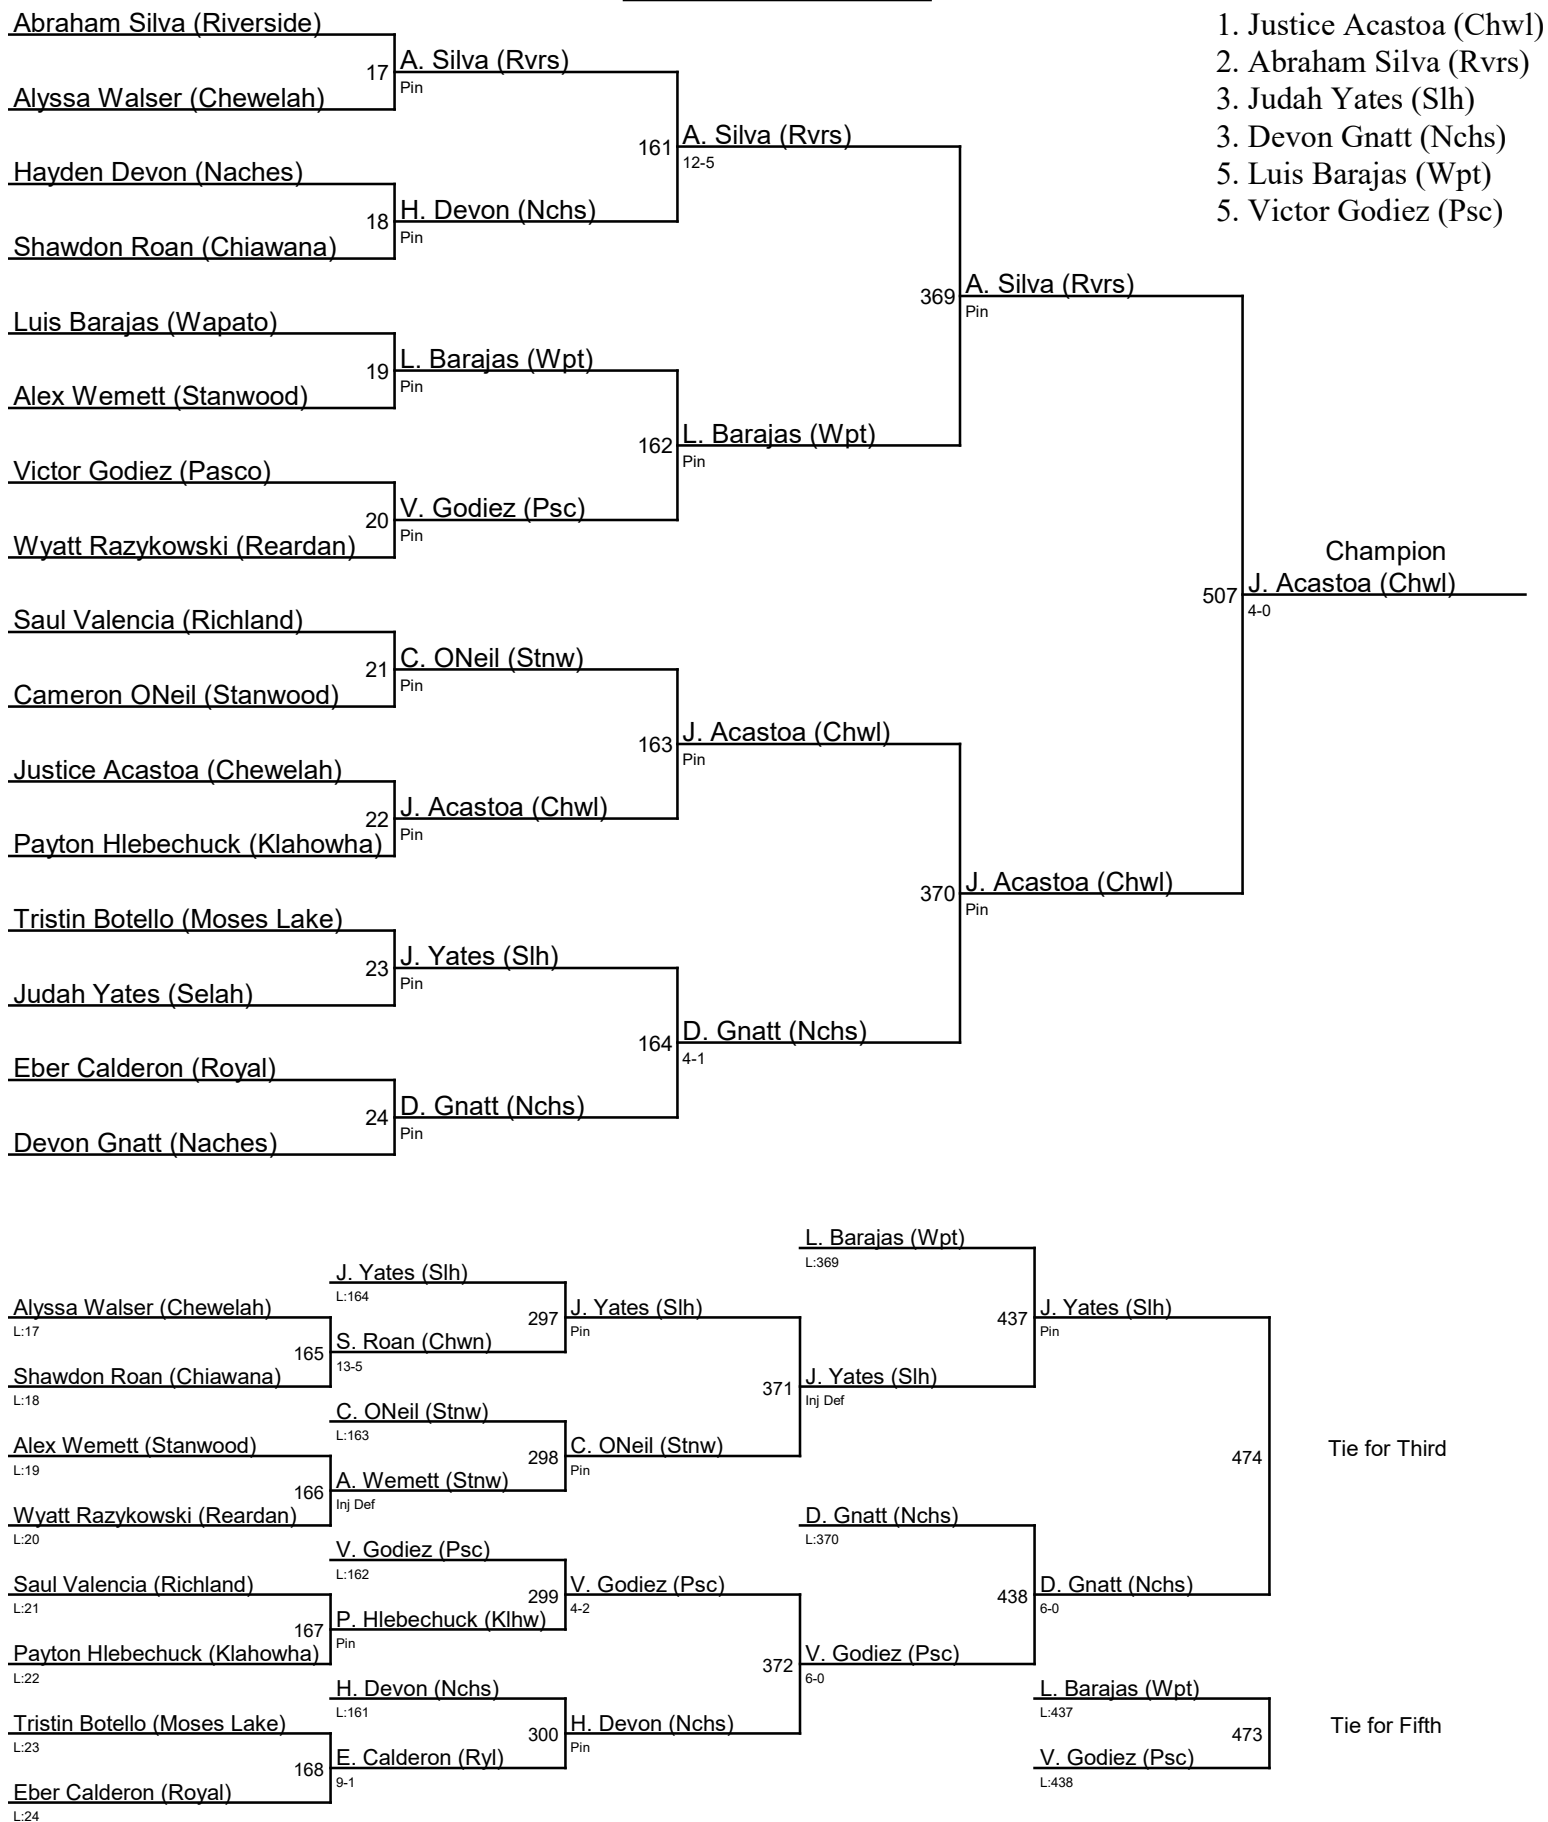 1. Justice Acastoa (Chwl)
2. Abraham Silva (Rvrs)
3. Judah Yates (Slh)
3. Devon Gnatt (Nchs)
5. Luis Barajas (Wpt)
5. Victor Godiez (Psc)
Abraham Silva (Riverside)
17
A. Silva (Rvrs)
Pin
Alyssa Walser (Chewelah)
161
A. Silva (Rvrs)
12-5
Hayden Devon (Naches)
18
H. Devon (Nchs)
Pin
Shawdon Roan (Chiawana)
369
A. Silva (Rvrs)
Pin
Luis Barajas (Wapato)
19
L. Barajas (Wpt)
Pin
Alex Wemett (Stanwood)
162
L. Barajas (Wpt)
Pin
Victor Godiez (Pasco)
20
V. Godiez (Psc)
Pin
Wyatt Razykowski (Reardan)
Champion
507
J. Acastoa (Chwl)
4-0
Saul Valencia (Richland)
21
C. ONeil (Stnw)
Pin
Cameron ONeil (Stanwood)
163
J. Acastoa (Chwl)
Pin
Justice Acastoa (Chewelah)
22
J. Acastoa (Chwl)
Pin
Payton Hlebechuck (Klahowha)
370
J. Acastoa (Chwl)
Pin
Tristin Botello (Moses Lake)
23
J. Yates (Slh)
Pin
Judah Yates (Selah)
164
D. Gnatt (Nchs)
4-1
Eber Calderon (Royal)
24
D. Gnatt (Nchs)
Pin
Devon Gnatt (Naches)
L. Barajas (Wpt)
L:369
J. Yates (Slh)
L:164
Alyssa Walser (Chewelah)
L:17
297
J. Yates (Slh)
Pin
437
J. Yates (Slh)
Pin
165
S. Roan (Chwn)
13-5
Shawdon Roan (Chiawana)
L:18
371
J. Yates (Slh)
Inj Def
C. ONeil (Stnw)
L:163
Alex Wemett (Stanwood)
L:19
298
C. ONeil (Stnw)
Pin
474
Tie for Third
166
A. Wemett (Stnw)
Inj Def
Wyatt Razykowski (Reardan)
L:20
D. Gnatt (Nchs)
L:370
V. Godiez (Psc)
L:162
Saul Valencia (Richland)
L:21
299
V. Godiez (Psc)
4-2
438
D. Gnatt (Nchs)
6-0
167
P. Hlebechuck (Klhw)
Pin
Payton Hlebechuck (Klahowha)
L:22
372
V. Godiez (Psc)
6-0
H. Devon (Nchs)
L:161
L. Barajas (Wpt)
L:437
Tristin Botello (Moses Lake)
L:23
300
H. Devon (Nchs)
Pin
473
Tie for Fifth
168
E. Calderon (Ryl)
9-1
V. Godiez (Psc)
L:438
Eber Calderon (Royal)
L:24